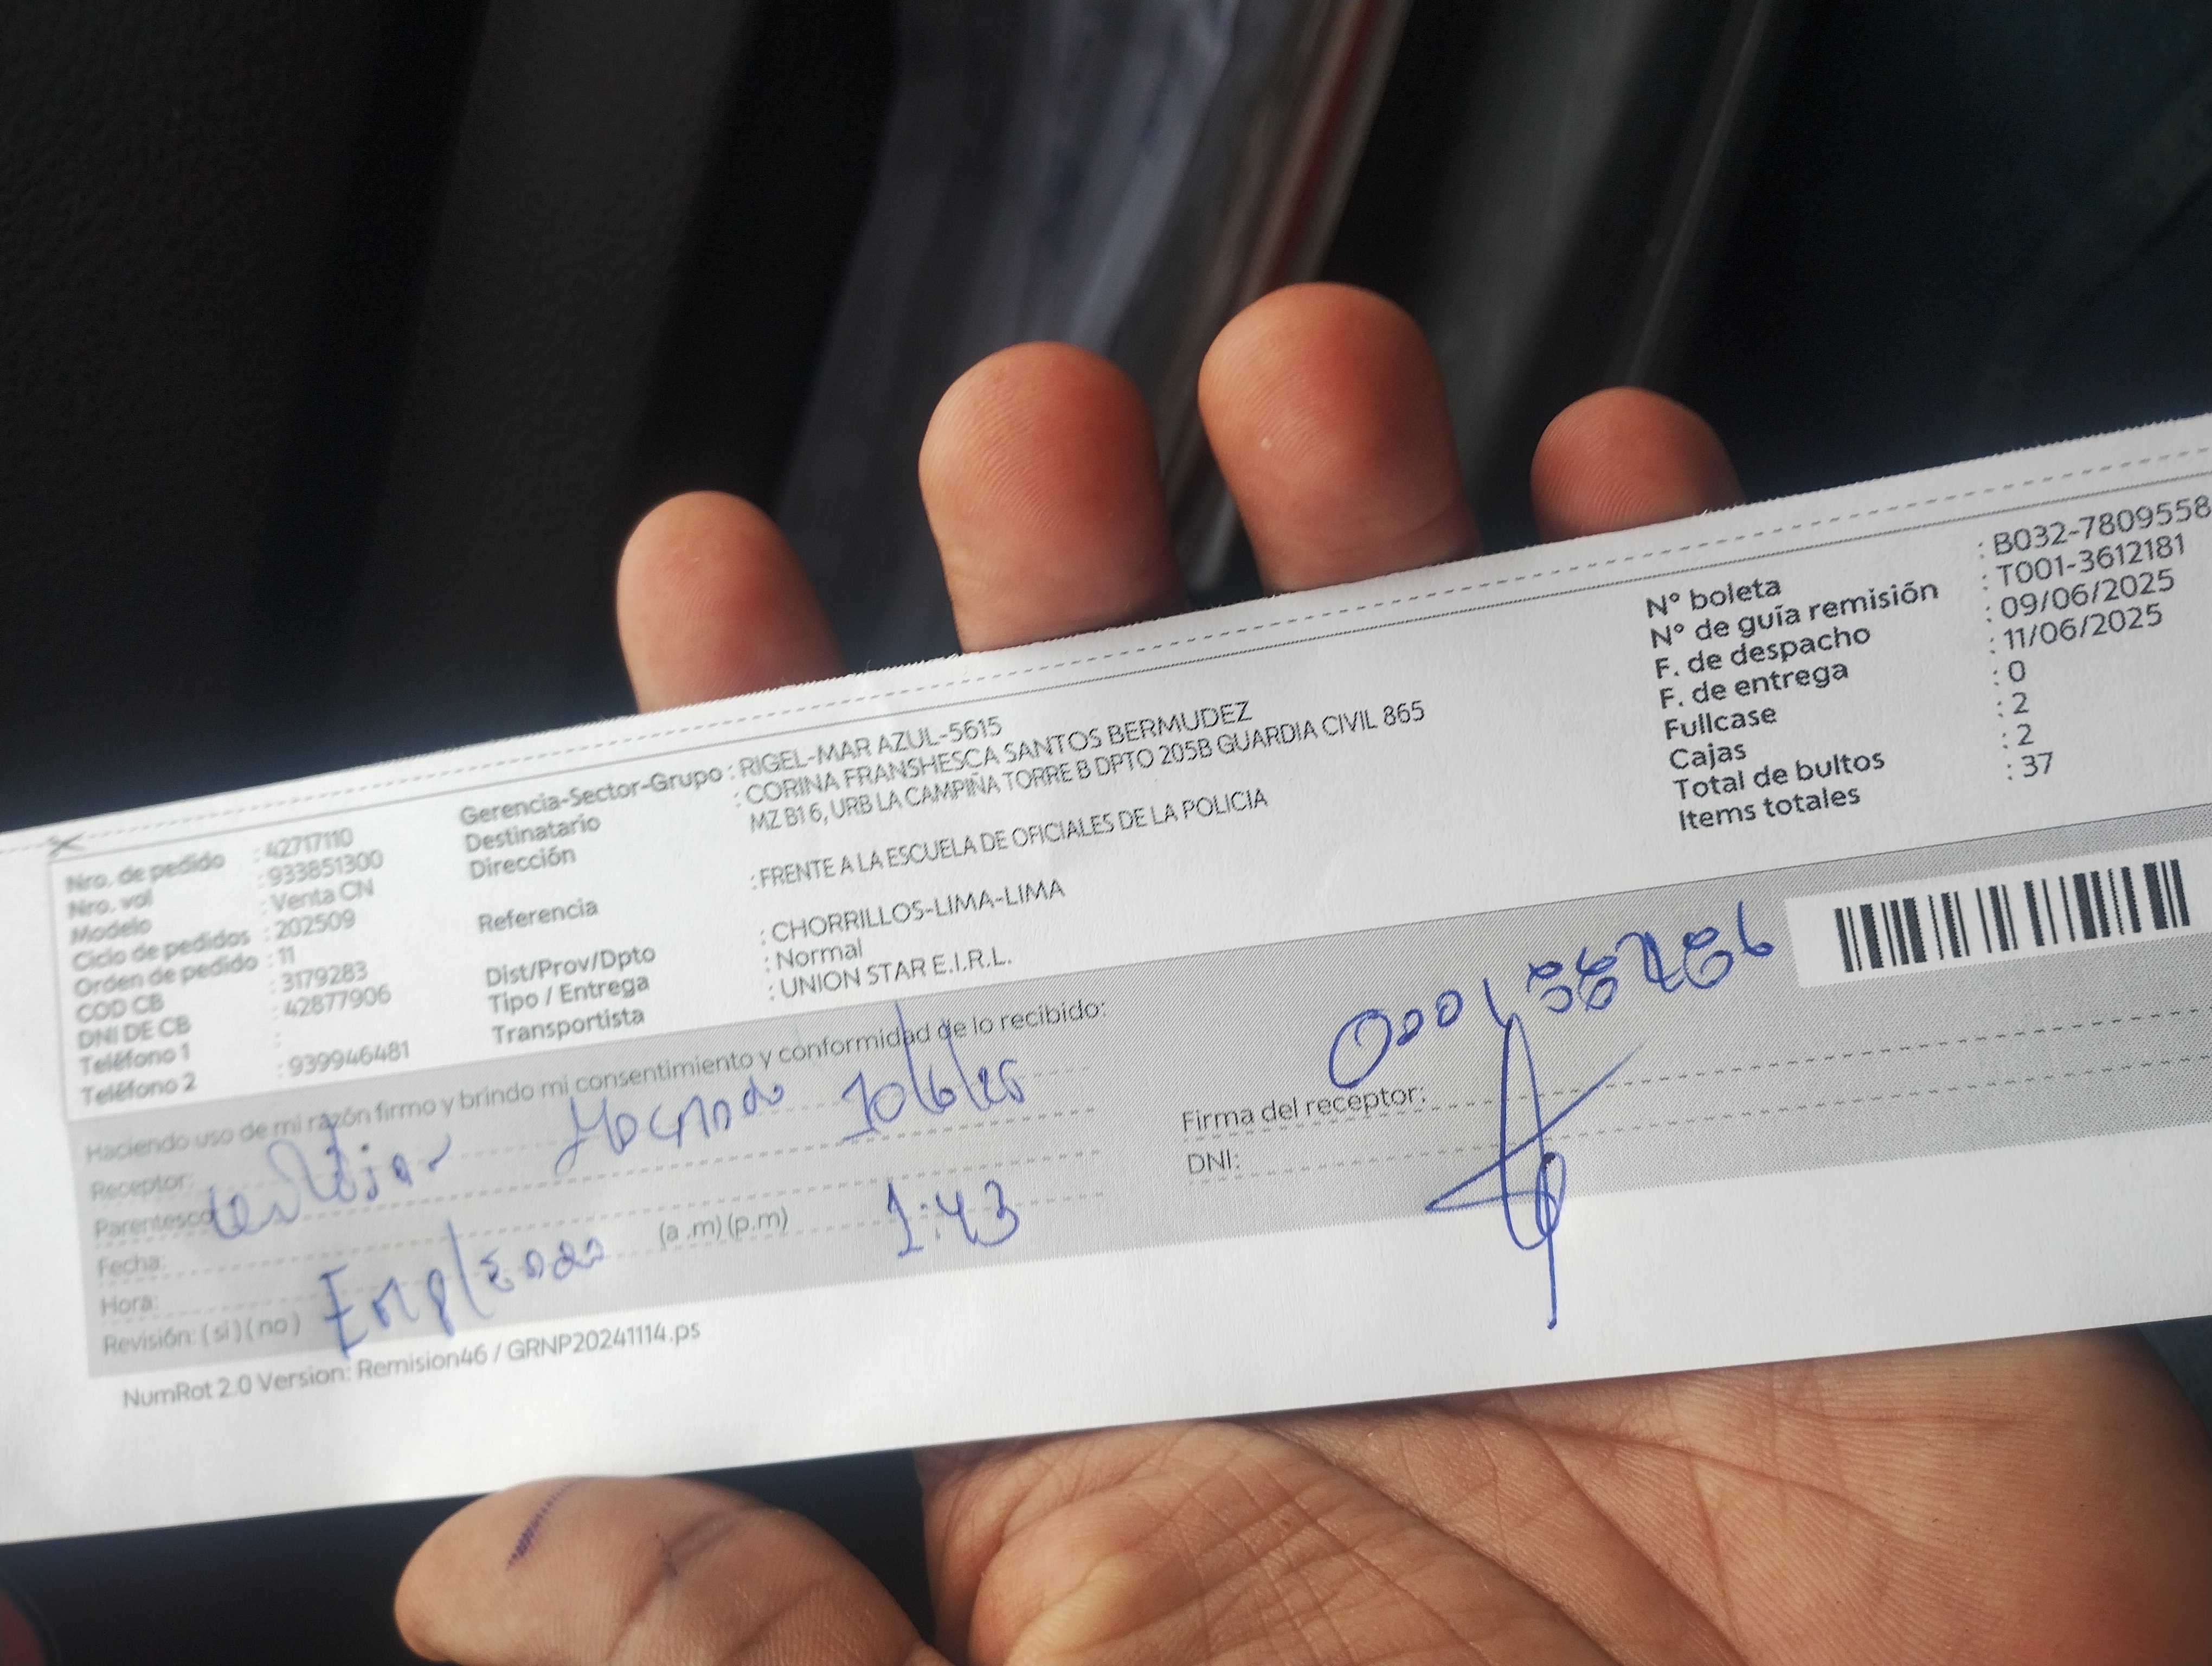 Nro. de pedido : 42717110
Nro. vol : 933851300
Modelo : Venta CN
Ciclo de pedidos : 202509
Orden de pedido : 11
COD CB : 3179283
DNI DE CB : 42877906
Teléfono 1 :
Teléfono 2 : 939946481
Gerencia-Sector-Grupo : RIGEL-MAR AZUL-5615
Destinatario : CORINA FRANSHESCA SANTOS BERMUDEZ
Dirección MZ B1 6, URB LA CAMPIÑA TORRE B DPTO 205B GUARDIA CIVIL 865
Referencia : FRENTE A LA ESCUELA DE OFICIALES DE LA POLICIA
Dist/Prov/Dpto : CHORRILLOS-LIMA-LIMA
Tipo / Entrega : Normal
Transportista : UNION STAR E.I.R.L.
N° boleta : B032-7809558
N° de guía remisión : T001-3612181
F. de despacho : 09/06/2025
F. de entrega : 11/06/2025
Fullcase : 0
Cajas : 2
Total de bultos : 2
Items totales : 37
Haciendo uso de mi razón firmo y brindo mi consentimiento y conformidad de lo recibido:
Receptor:
Parentesco:
Fecha: 10/6/25
Hora: (a .m) (p.m) 1:43
Revisión: ( si ) ( no )
Firma del receptor:
DNI:
NumRot 2.0 Version: Remision46 / GRNP20241114.ps